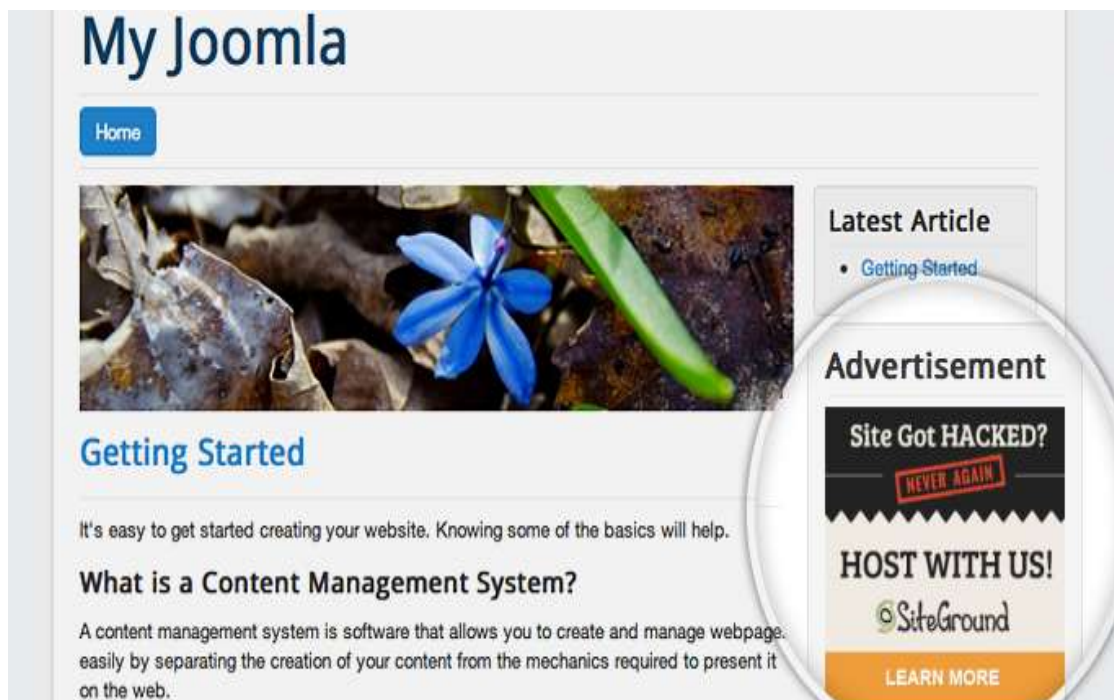 My Joomla
Home
Latest Article
Getting Started
Advertisement
Site Got HACKED?
NEVER AGAIN
HOST WITH US!
SiteGround
LEARN MORE
Getting Started
It's easy to get started creating your website. Knowing some of the basics will help.
What is a Content Management System?
A content management system is software that allows you to create and manage webpage.
easily by separating the creation of your content from the mechanics required to present it
on the web.